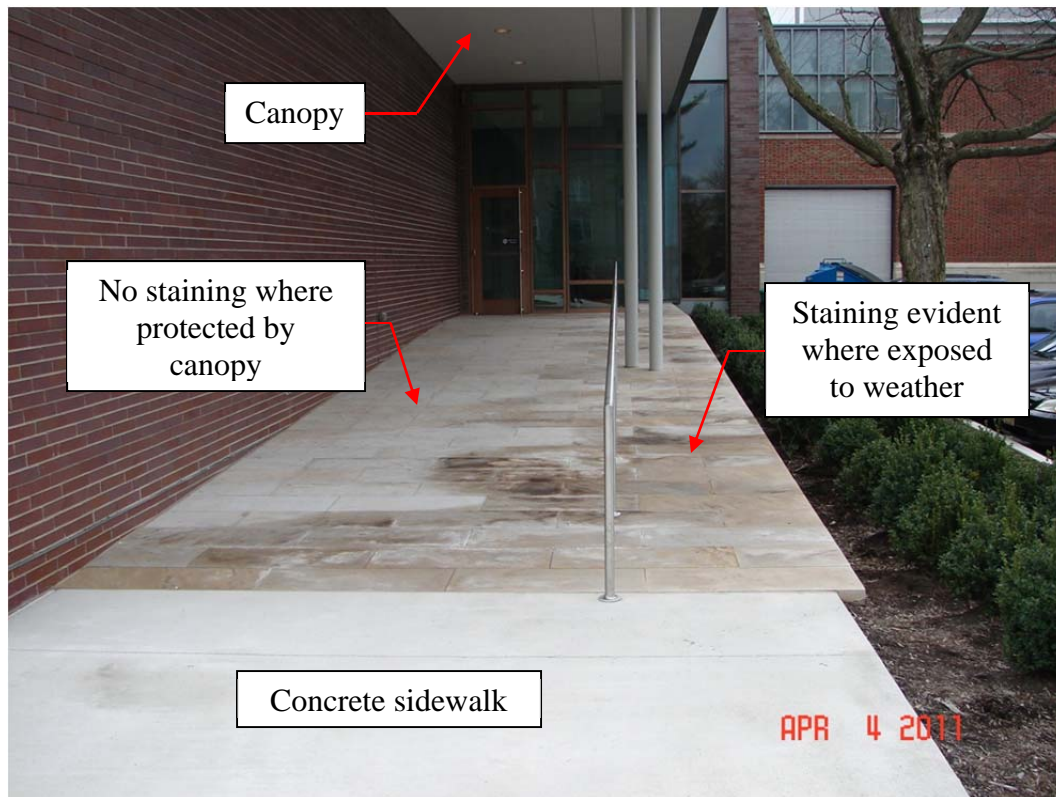 Canopy
No staining where
protected by
canopy
Staining evident
where exposed
to weather
Concrete sidewalk
APR 4 2011